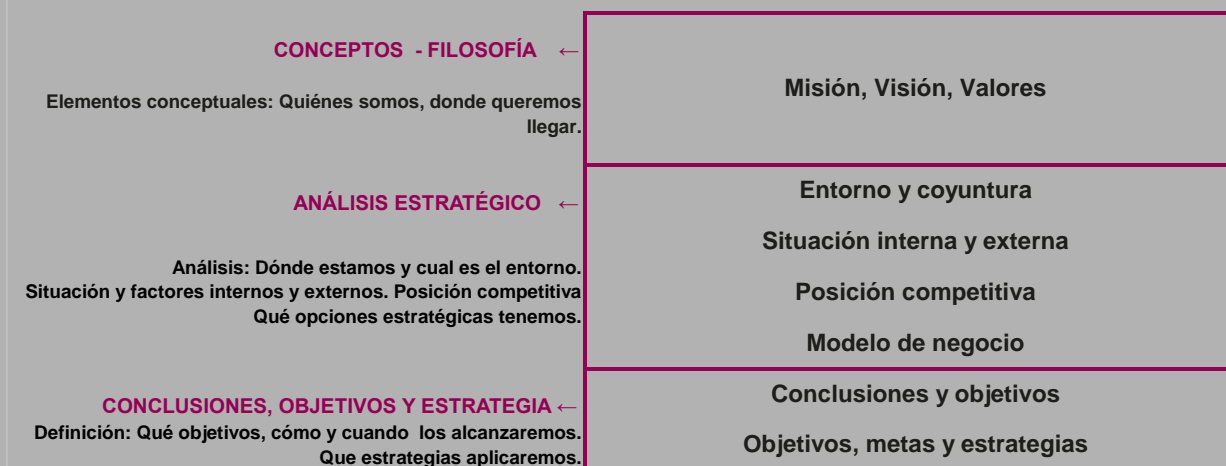 CONCEPTOS  - FILOSOFÍA ←
Elementos conceptuales: Quiénes somos, donde queremos
llegar.
Misión, Visión, Valores
ANÁLISIS ESTRATÉGICO ←
Análisis: Dónde estamos y cual es el entorno.
Situación y factores internos y externos. Posición competitiva
Qué opciones estratégicas tenemos.
Entorno y coyuntura
Situación interna y externa
Posición competitiva
Modelo de negocio
CONCLUSIONES, OBJETIVOS Y ESTRATEGIA ←
Definición: Qué objetivos, cómo y cuando  los alcanzaremos.
Que estrategias aplicaremos.
Conclusiones y objetivos
Objetivos, metas y estrategias